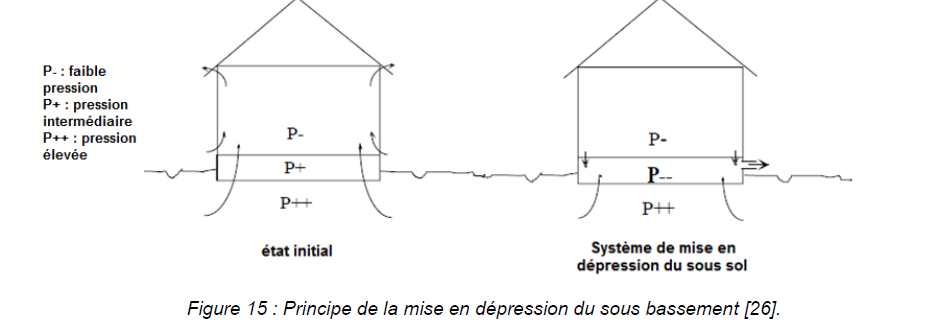 P- : faible
pression
P+ : pression
intermédiaire
P++ : pression
élevée
P-
P+
P++
état initial
P-
P--
P++
Système de mise en
dépression du sous sol
Figure 15 : Principe de la mise en dépression du sous bassement [26].